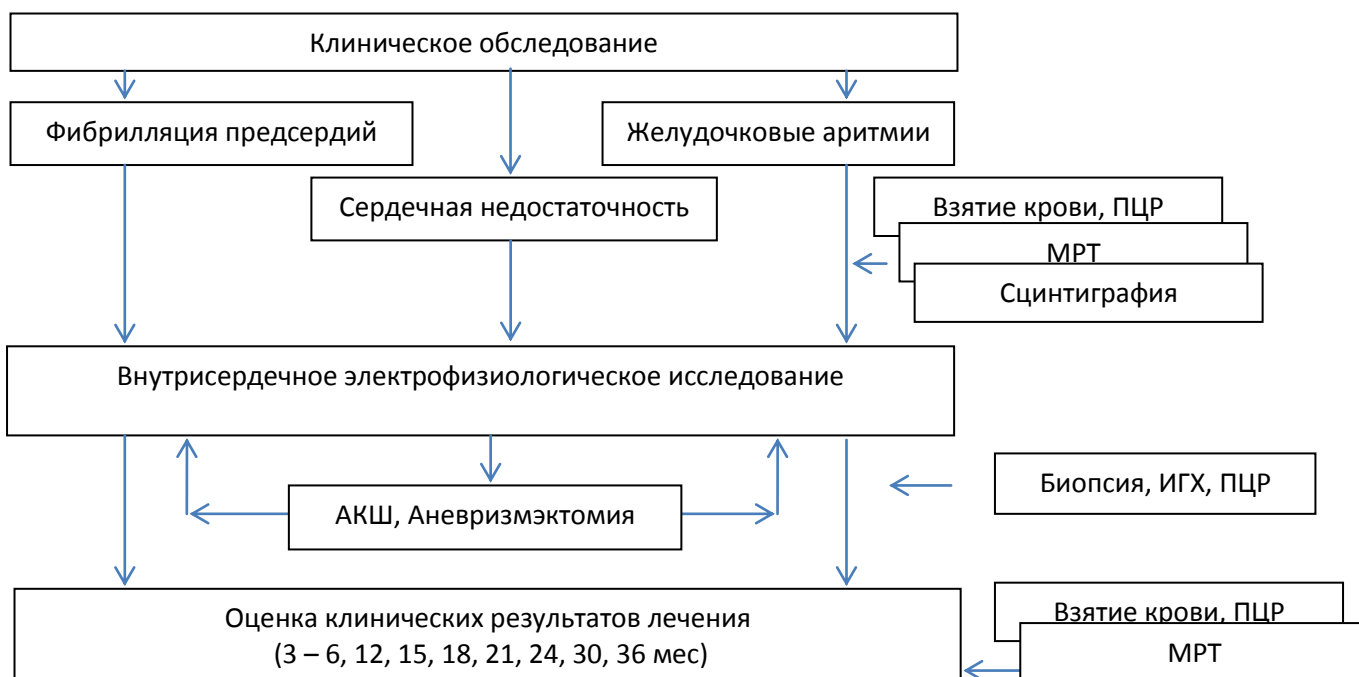 Клиническое обследование
Фибрилляция предсердий
Желудочковые аритмии
Сердечная недостаточность
Взятие крови, ПЦР
МРТ
Сцинтиграфия
Внутрисердечное электрофизиологическое исследование
Биопсия, ИГХ, ПЦР
АКШ, Аневризмэктомия
Оценка клинических результатов лечения
(3 – 6, 12, 15, 18, 21, 24, 30, 36 мес)
Взятие крови, ПЦР
МРТ